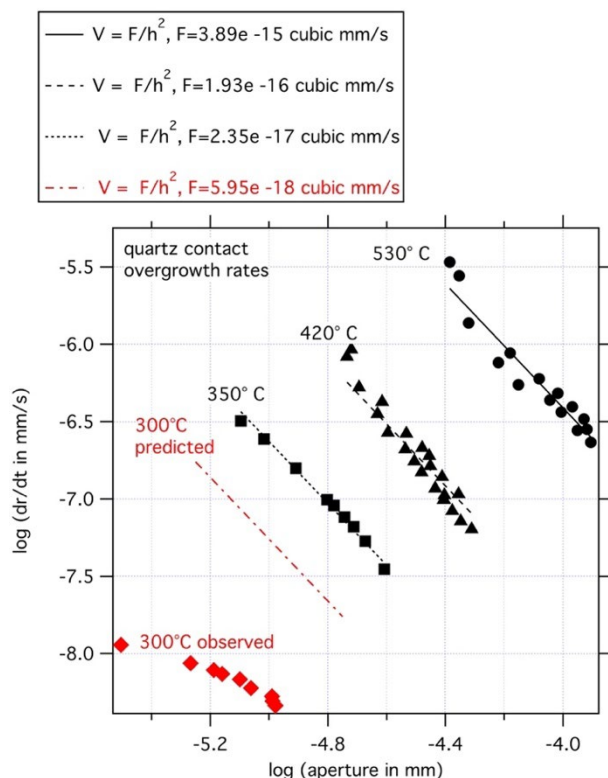 V = F/h², F=3.89e -15 cubic mm/s
V = F/h², F=1.93e -16 cubic mm/s
V = F/h², F=2.35e -17 cubic mm/s
V = F/h², F=5.95e -18 cubic mm/s
quartz contact
overgrowth rates
530° C
420° C
350° C
300°C
predicted
300°C observed
log (dr/dt in mm/s)
-5.5
-6.0
-6.5
-7.0
-7.5
-8.0
-5.2
-4.8
-4.4
-4.0
log (aperture in mm)